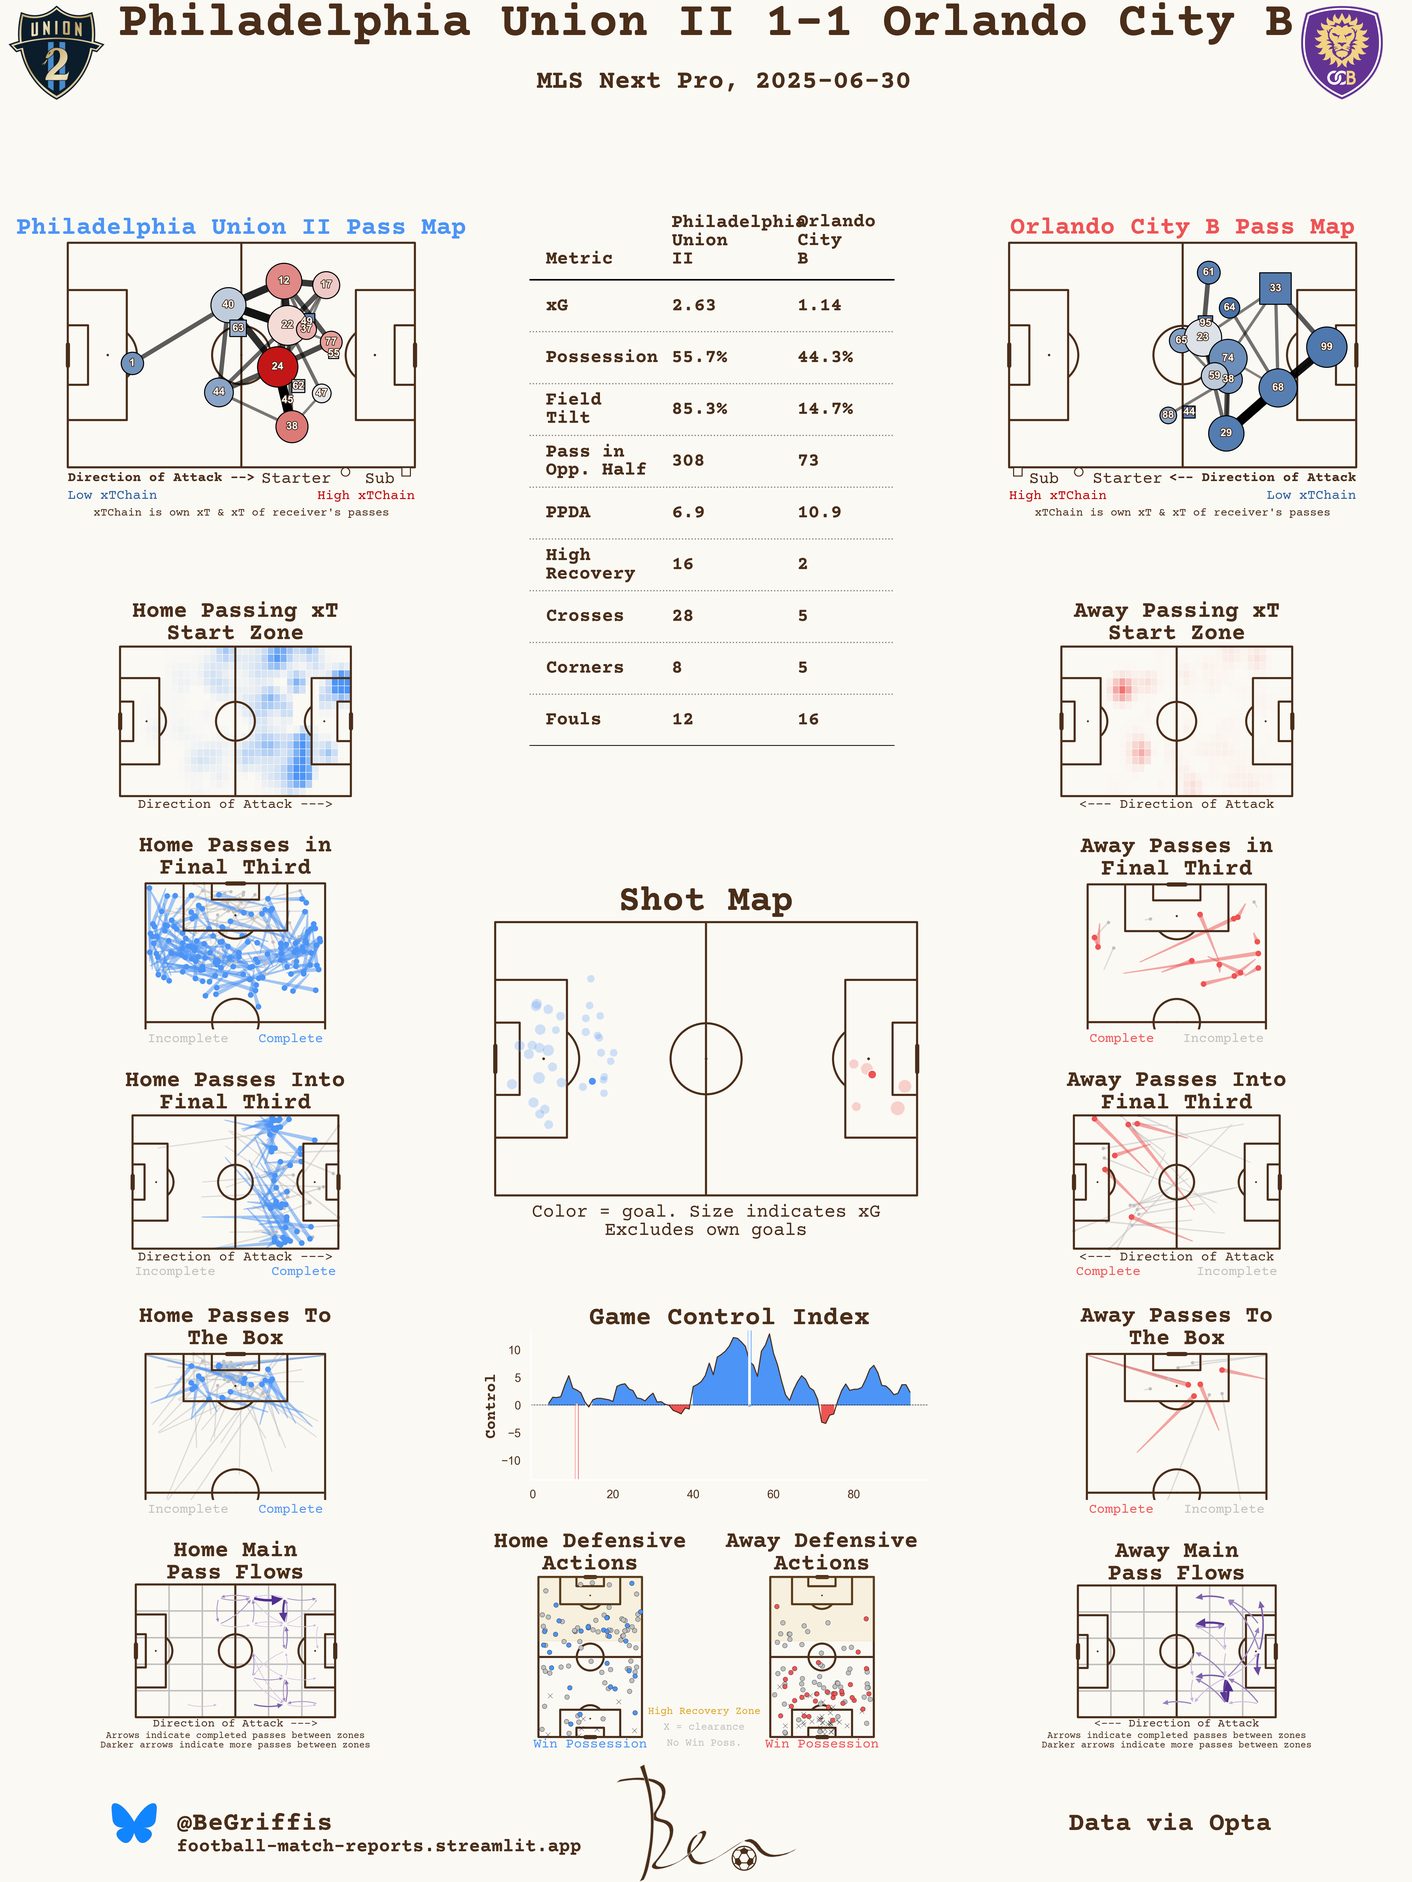 Philadelphia Union II 1-1 Orlando City B
MLS Next Pro, 2025-06-30
UNION
2
OCB
Philadelphia Union II Pass Map
12
17
40
63
22
49
37
77
55
1
24
44
62
45
47
38
Direction of Attack --> Starter Sub
Low xTChain High xTChain
xTChain is own xT & xT of receiver's passes
Metric Philadelphia Union II Orlando City B
xG 2.63 1.14
Possession 55.7% 44.3%
Field Tilt 85.3% 14.7%
Pass in Opp. Half 308 73
PPDA 6.9 10.9
High Recovery 16 2
Crosses 28 5
Corners 8 5
Fouls 12 16
Orlando City B Pass Map
61
33
64
95
65
23
99
74
59
38
68
88
44
29
Sub Starter <-- Direction of Attack
High xTChain Low xTChain
xTChain is own xT & xT of receiver's passes
Home Passing xT
Start Zone
Direction of Attack --->
Away Passing xT
Start Zone
<--- Direction of Attack
Home Passes in
Final Third
Incomplete Complete
Away Passes in
Final Third
Complete Incomplete
Shot Map
Color = goal. Size indicates xG
Excludes own goals
Home Passes Into
Final Third
Direction of Attack --->
Incomplete Complete
Away Passes Into
Final Third
<--- Direction of Attack
Complete Incomplete
Home Passes To
The Box
Incomplete Complete
Game Control Index
Control
10
5
0
−5
−10
0 20 40 60 80
Away Passes To
The Box
Complete Incomplete
Home Main
Pass Flows
Direction of Attack --->
Arrows indicate completed passes between zones
Darker arrows indicate more passes between zones
Home Defensive
Actions
Win Possession
Away Defensive
Actions
Win Possession
High Recovery Zone
X = clearance
No Win Poss.
Away Main
Pass Flows
<--- Direction of Attack
Arrows indicate completed passes between zones
Darker arrows indicate more passes between zones
@BeGriffis
football-match-reports.streamlit.app
Ben
Data via Opta